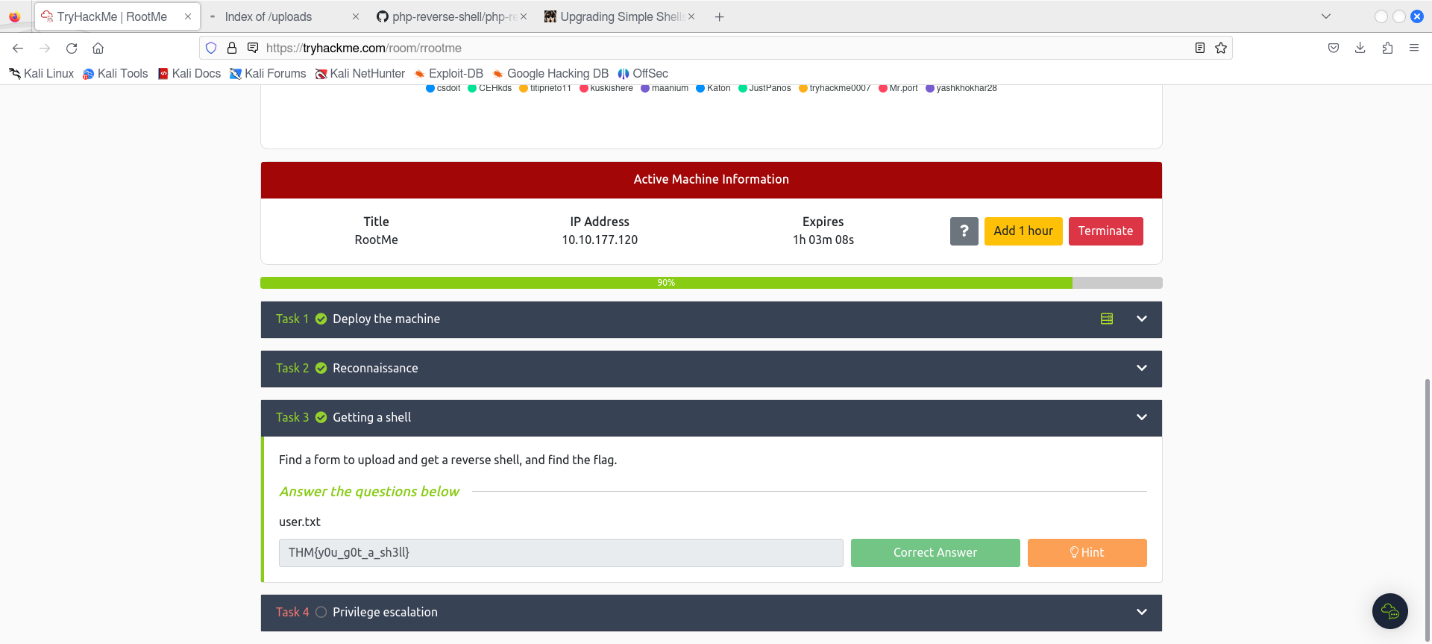 TryHackMe | RootMe
Index of /uploads
php-reverse-shell/php-re
Upgrading Simple Shells
https://tryhackme.com/room/rrootme
Kali Linux Kali Tools Kali Docs Kali Forums Kali NetHunter Exploit-DB Google Hacking DB OffSec
csdoit CEHkds titiprieto11 kuskishere maanium Katon JustPanos tryhackme0007 Mr.port yashkhokhar28
Active Machine Information
Title IP Address Expires
RootMe 10.10.177.120 1h 03m 08s
? Add 1 hour Terminate
90%
Task 1 Deploy the machine
Task 2 Reconnaissance
Task 3 Getting a shell
Find a form to upload and get a reverse shell, and find the flag.
Answer the questions below
user.txt
THM{y0u_g0t_a_sh3ll} Correct Answer Hint
Task 4 Privilege escalation